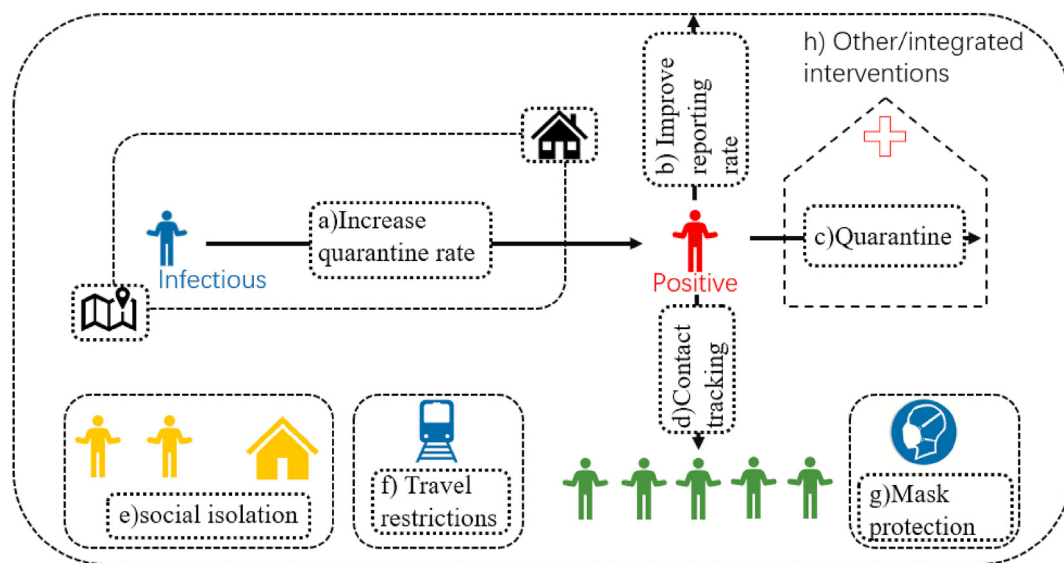 h) Other/integrated
interventions
b) Improve
reporting
rate
a)Increase
quarantine rate
Infectious
Positive
c)Quarantine
d)Contact
tracking
e)social isolation
f) Travel
restrictions
g)Mask
protection